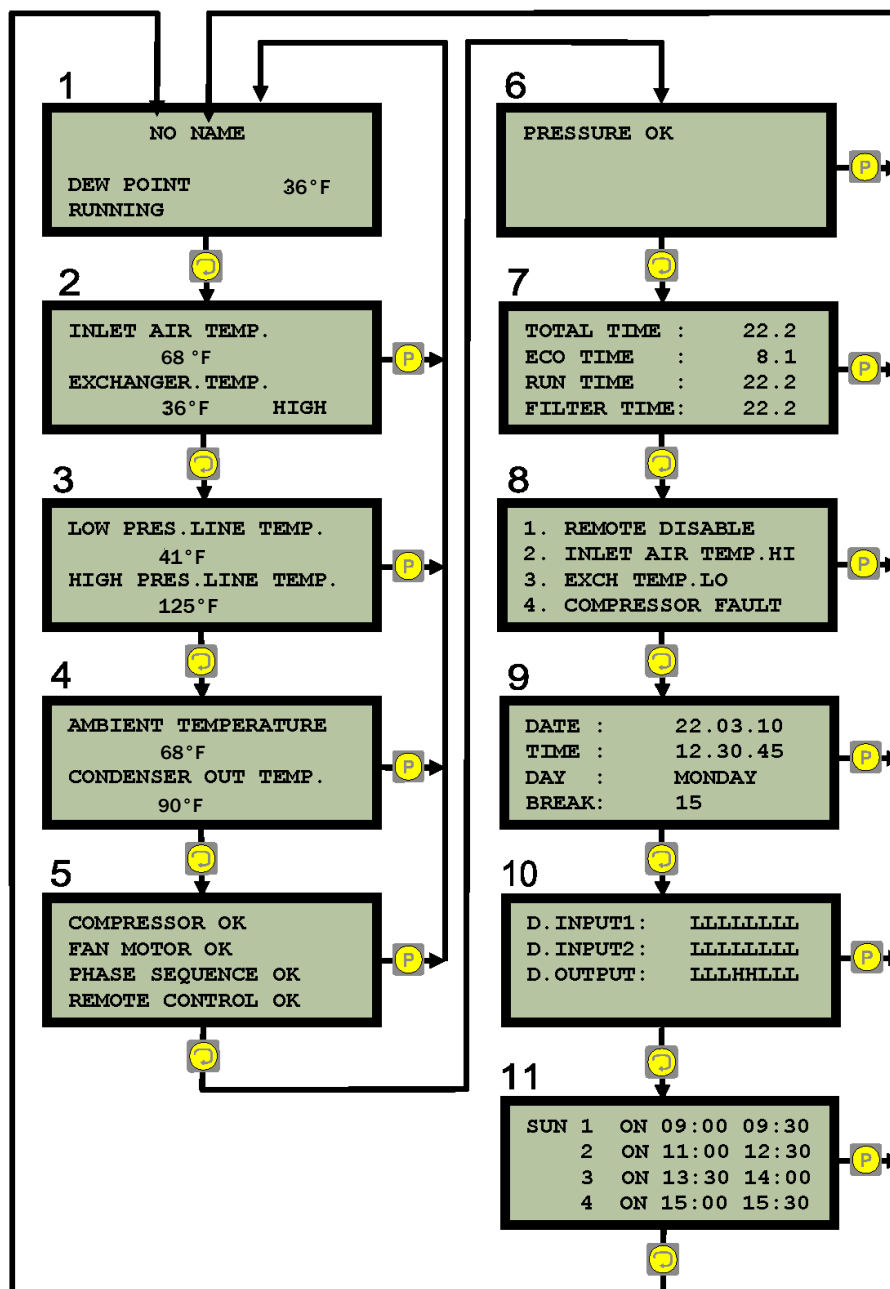 1
NO NAME
DEW POINT 36°F
RUNNING
2
INLET AIR TEMP.
68 °F
EXCHANGER.TEMP.
36°F HIGH
P
3
LOW PRES.LINE TEMP.
41°F
HIGH PRES.LINE TEMP.
125°F
P
4
AMBIENT TEMPERATURE
68°F
CONDENSER OUT TEMP.
90°F
P
5
COMPRESSOR OK
FAN MOTOR OK
PHASE SEQUENCE OK
REMOTE CONTROL OK
P
6
PRESSURE OK
P
7
TOTAL TIME : 22.2
ECO TIME : 8.1
RUN TIME : 22.2
FILTER TIME: 22.2
P
8
1. REMOTE DISABLE
2. INLET AIR TEMP.HI
3. EXCH TEMP.LO
4. COMPRESSOR FAULT
P
9
DATE : 22.03.10
TIME : 12.30.45
DAY : MONDAY
BREAK: 15
P
10
D.INPUT1: LLLLLLLL
D.INPUT2: LLLLLLLL
D.OUTPUT: LLLHHLLL
P
11
SUN 1 ON 09:00 09:30
2 ON 11:00 12:30
3 ON 13:30 14:00
4 ON 15:00 15:30
P